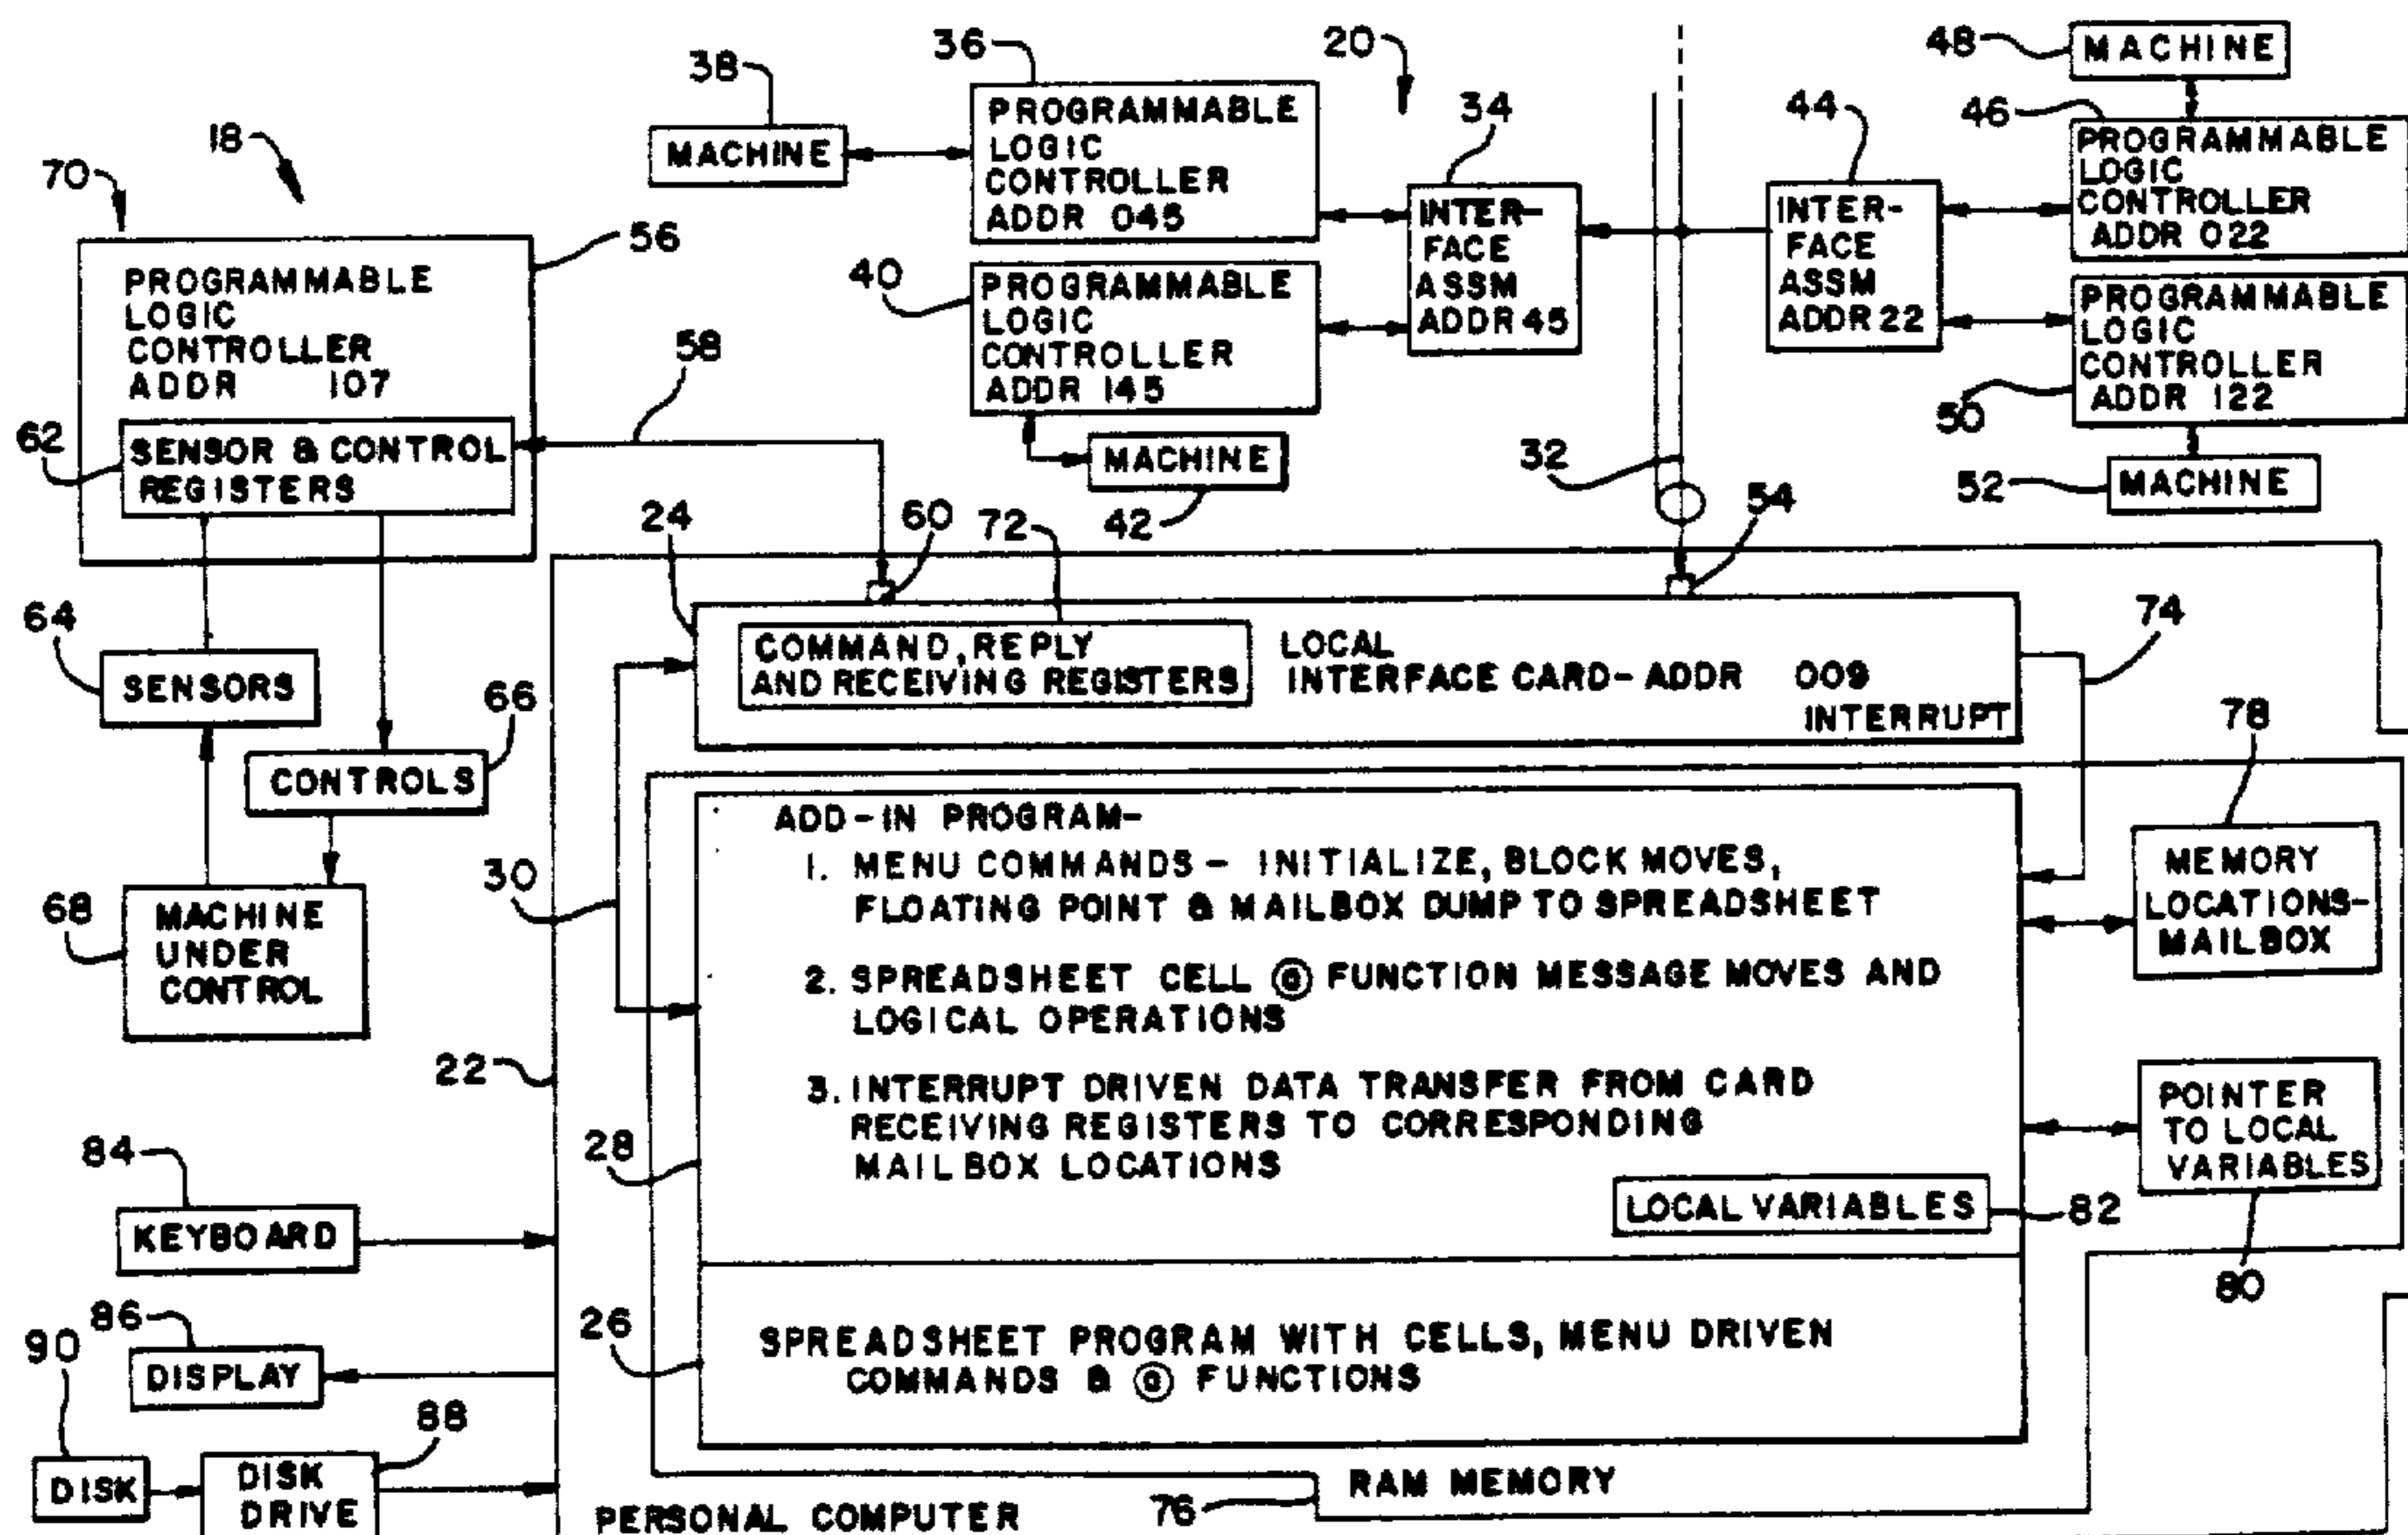 36
20
48
MACHINE
38
PROGRAMMABLE
LOGIC
CONTROLLER
ADDR 045
34
44
46
PROGRAMMABLE
LOGIC
CONTROLLER
ADDR 022
18
MACHINE
70
56
INTER-
FACE
ASSM
ADDR 45
INTER-
FACE
ASSM
ADDR 22
PROGRAMMABLE
LOGIC
CONTROLLER
ADDR 107
40
PROGRAMMABLE
LOGIC
CONTROLLER
ADDR 145
PROGRAMMABLE
LOGIC
CONTROLLER
ADDR 122
58
50
62
SENSOR & CONTROL
REGISTERS
MACHINE
32
52
MACHINE
24
60
72
42
54
64
SENSORS
COMMAND, REPLY
AND RECEIVING REGISTERS
LOCAL
INTERFACE CARD- ADDR 009
INTERRUPT
74
66
CONTROLS
78
30
ADD-IN PROGRAM-
1. MENU COMMANDS - INITIALIZE, BLOCK MOVES,
FLOATING POINT & MAILBOX DUMP TO SPREADSHEET
MEMORY
LOCATIONS-
MAILBOX
68
MACHINE
UNDER
CONTROL
2. SPREADSHEET CELL @ FUNCTION MESSAGE MOVES AND
LOGICAL OPERATIONS
22
3. INTERRUPT DRIVEN DATA TRANSFER FROM CARD
RECEIVING REGISTERS TO CORRESPONDING
MAILBOX LOCATIONS
POINTER
TO LOCAL
VARIABLES
28
84
KEYBOARD
LOCAL VARIABLES
82
80
86
DISPLAY
26
SPREADSHEET PROGRAM WITH CELLS, MENU DRIVEN
COMMANDS & @ FUNCTIONS
90
88
DISK
DISK
DRIVE
RAM MEMORY
76
PERSONAL COMPUTER